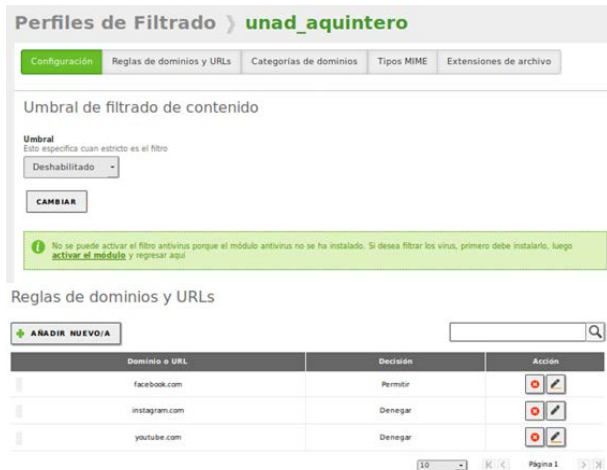 Perfiles de Filtrado ⟩ unad_aquintero
Configuración Reglas de dominios y URLs Categorías de dominios Tipos MIME Extensiones de archivo
Umbral de filtrado de contenido
Umbral
Esto especifica cuan estricto es el filtro
Deshabilitado
CAMBIAR
No se puede activar el filtro antivirus porque el módulo antivirus no se ha instalado. Si desea filtrar los virus, primero debe instalarlo, luego
activar el módulo y regresar aquí
Reglas de dominios y URLs
AÑADIR NUEVO/A
Dominio o URL Decisión Acción
facebook.com Permitir
instagram.com Denegar
youtube.com Denegar
10 Página 1